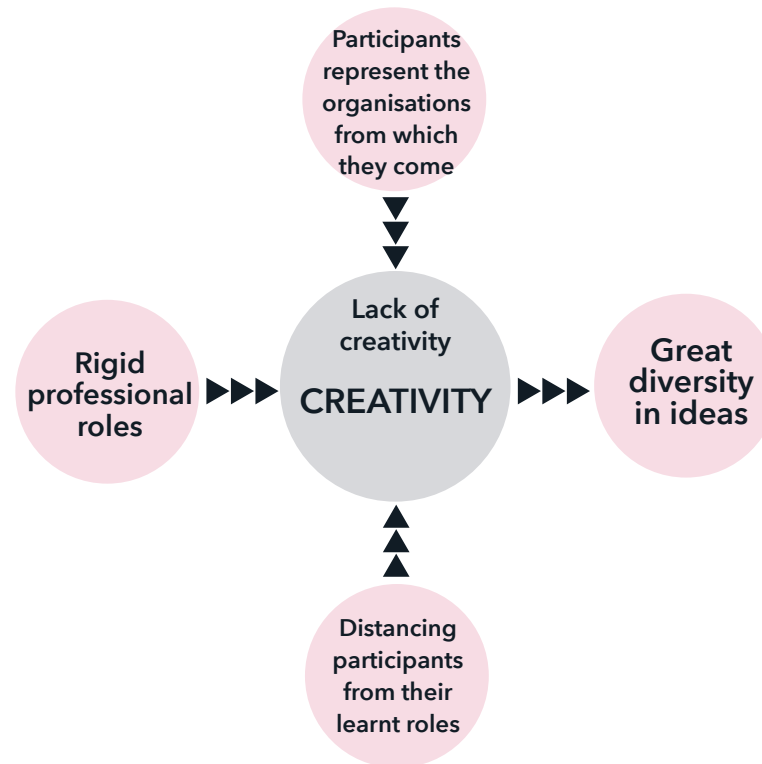 Participants
represent the
organisations
from which
they come
Lack of
creativity
CREATIVITY
Rigid
professional
roles
Great
diversity
in ideas
Distancing
participants
from their
learnt roles